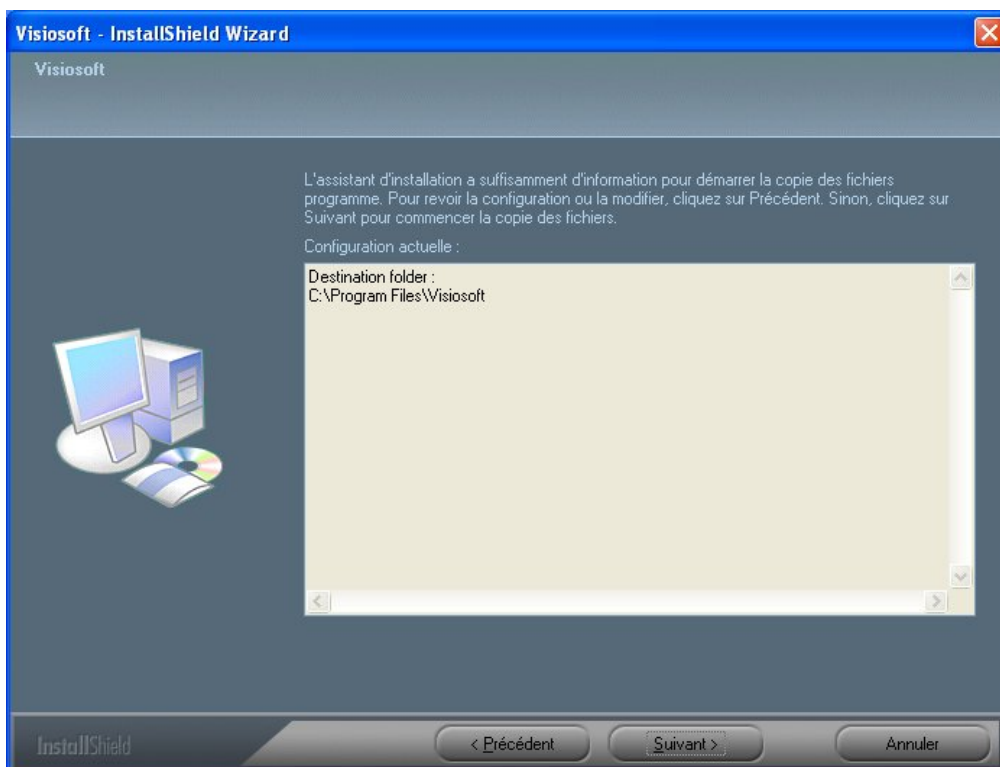 Visiosoft - InstallShield Wizard
Visiosoft
L'assistant d'installation a suffisamment d'information pour démarrer la copie des fichiers
programme. Pour revoir la configuration ou la modifier, cliquez sur Précédent. Sinon, cliquez sur
Suivant pour commencer la copie des fichiers.
Configuration actuelle :
Destination folder :
C:\Program Files\Visiosoft
InstallShield
< Précédent
Suivant >
Annuler